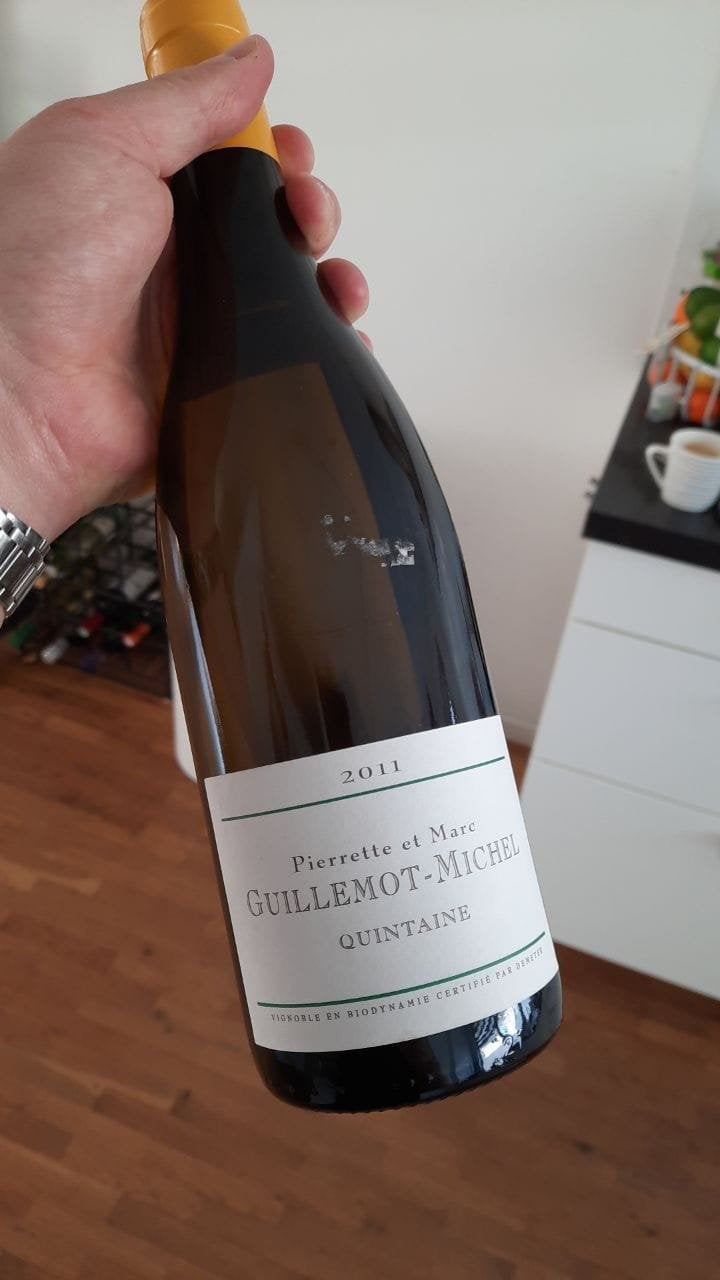 2011
Pierrette et Marc
GUILLEMOT-MICHEL
QUINTAINE
VIGNOBLE EN BIODYNAMIE CERTIFIÉ PAR DEMETER